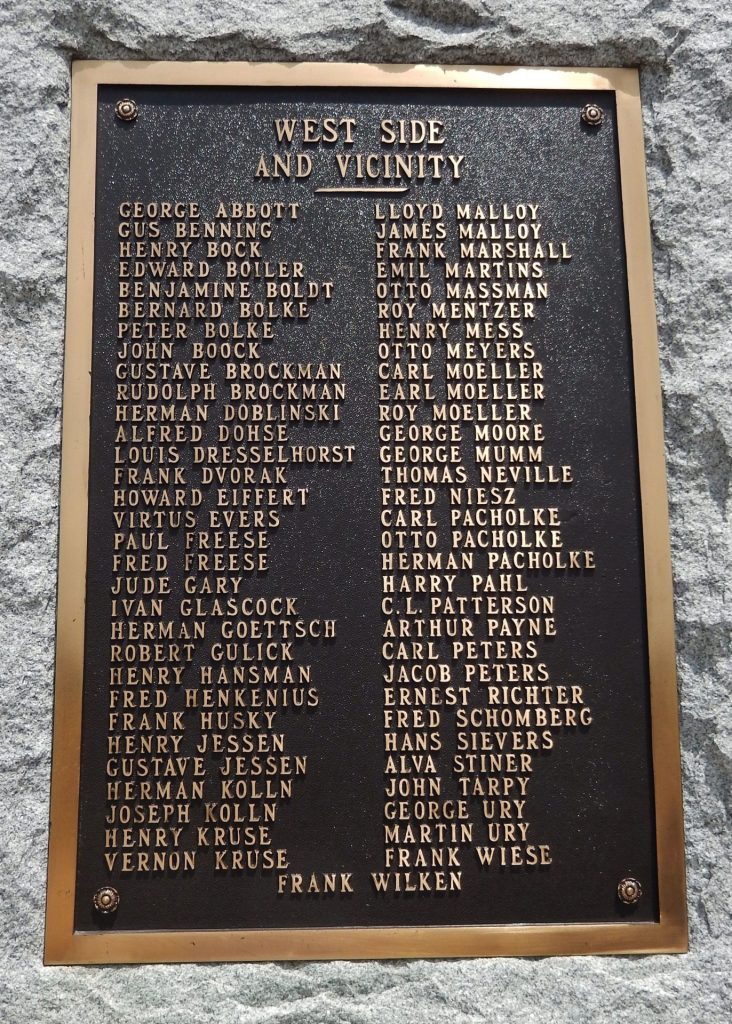 WEST SIDE
AND VICINITY
GEORGE ABBOTT
GUS BENNING
HENRY BOCK
EDWARD BOILER
BENJAMINE BOLDT
BERNARD BOLKE
PETER BOLKE
JOHN BOOCK
GUSTAVE BROCKMAN
RUDOLPH BROCKMAN
HERMAN DOBLINSKI
ALFRED DOHSE
LOUIS DRESSELHORST
FRANK DVORAK
HOWARD EIFFERT
VIRTUS EVERS
PAUL FREESE
FRED FREESE
JUDE GARY
IVAN GLASCOCK
HERMAN GOETTSCH
ROBERT GULICK
HENRY HANSMAN
FRED HENKENIUS
FRANK HUSKY
HENRY JESSEN
GUSTAVE JESSEN
HERMAN KOLLN
JOSEPH KOLLN
HENRY KRUSE
VERNON KRUSE
LLOYD MALLOY
JAMES MALLOY
FRANK MARSHALL
EMIL MARTINS
OTTO MASSMAN
ROY MENTZER
HENRY MESS
OTTO MEYERS
CARL MOELLER
EARL MOELLER
ROY MOELLER
GEORGE MOORE
GEORGE MUMM
THOMAS NEVILLE
FRED NIESZ
CARL PACHOLKE
OTTO PACHOLKE
HERMAN PACHOLKE
HARRY PAHL
C.L. PATTERSON
ARTHUR PAYNE
CARL PETERS
JACOB PETERS
ERNEST RICHTER
FRED SCHOMBERG
HANS SIEVERS
ALVA STINER
JOHN TARPY
GEORGE URY
MARTIN URY
FRANK WIESE
FRANK WILKEN